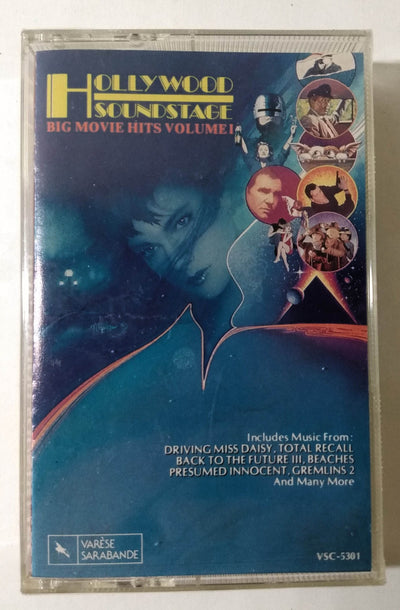 HOLLYWOOD
SOUNDSTAGE
BIG MOVIE HITS VOLUME I
Includes Music From:
DRIVING MISS DAISY, TOTAL RECALL
BACK TO THE FUTURE III, BEACHES
PRESUMED INNOCENT, GREMLINS 2
And Many More
VARÈSE
SARABANDE
VSC-5301